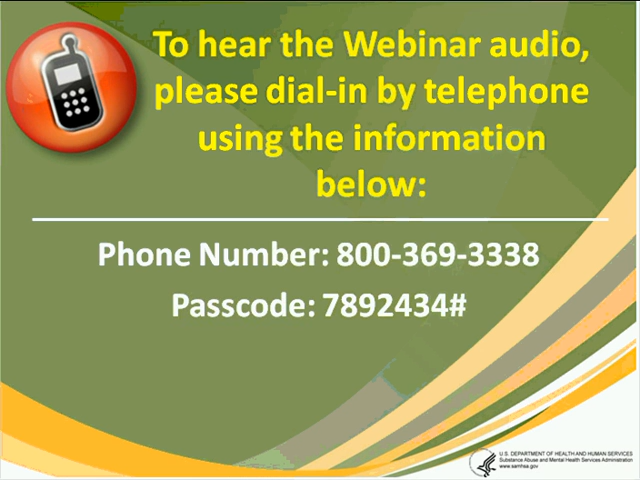 To hear the Webinar audio,
please dial-in by telephone
using the information
below:
Phone Number: 800-369-3338
Passcode: 7892434#
U.S. DEPARTMENT OF HEALTH AND HUMAN SERVICES
Substance Abuse and Mental Health Services Administration
www.samhsa.gov